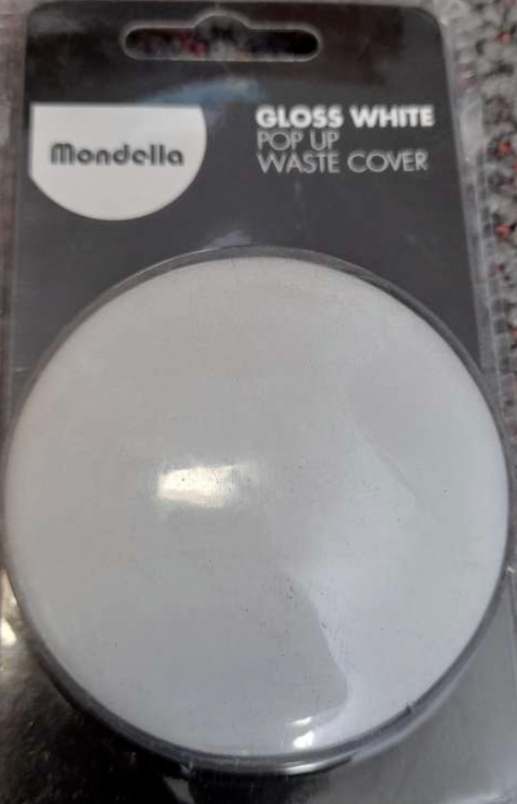 Mondella
GLOSS WHITE
POP UP
WASTE COVER